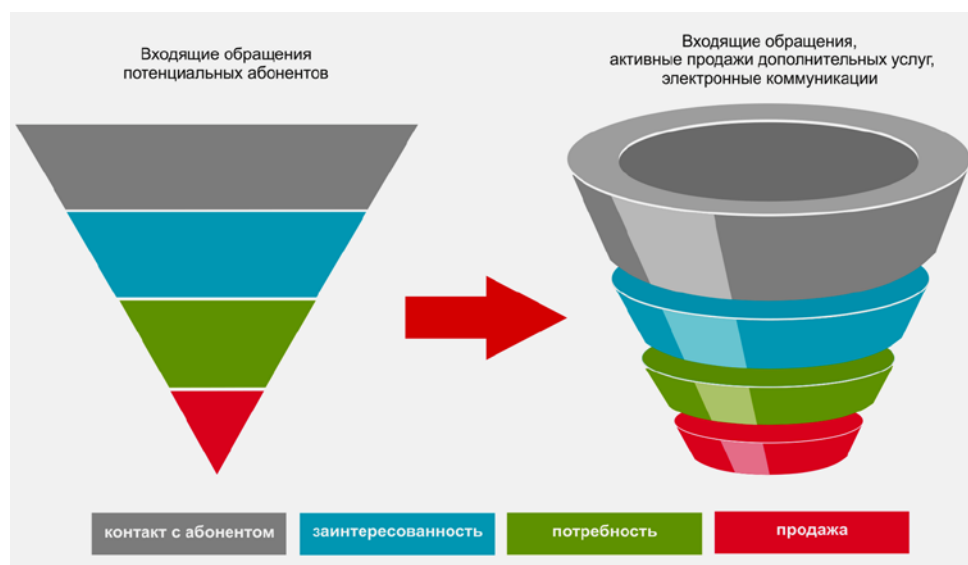 Входящие обращения
потенциальных абонентов
Входящие обращения,
активные продажи дополнительных услуг,
электронные коммуникации
контакт с абонентом
заинтересованность
потребность
продажа